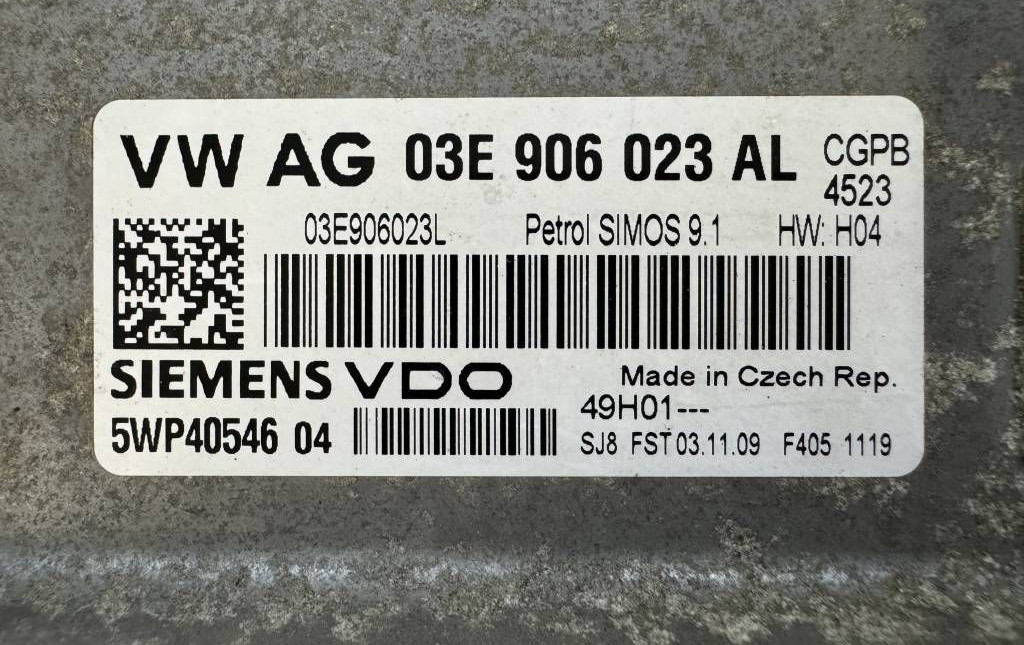 VW AG 03E 906 023 AL CGPB
4523
03E906023L Petrol SIMOS 9.1 HW: H04
SIEMENS VDO Made in Czech Rep.
49H01---
5WP40546 04 SJ8 FST 03.11.09 F405 1119